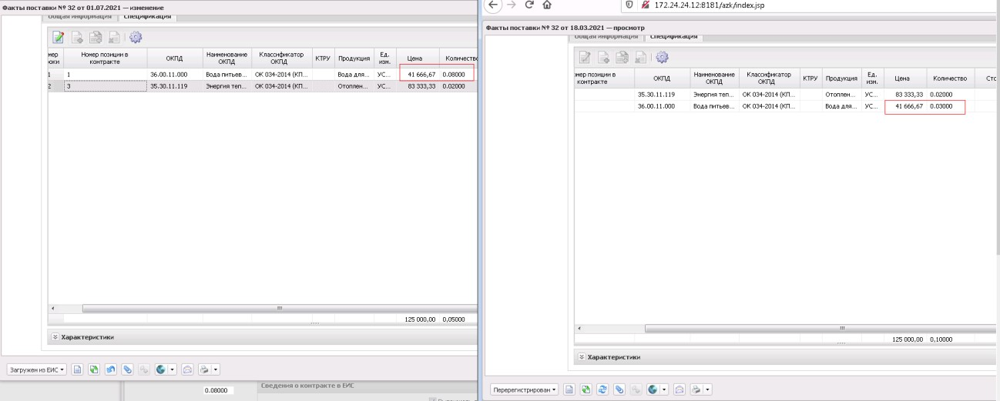 Факты поставки № 32 от 01.07.2021 — изменение
Общая информация Спецификация
мер
юки
Номер позиции в
контракте
ОКПД
Наименование
ОКПД
Классификатор
ОКПД
КТРУ
Продукция
Ед.
изм.
Цена
Количество
1 1 36.00.11.000 Вода питьев... ОК 034-2014 (КП... Вода для... УС... 41 666,67 0.08000
2 3 35.30.11.119 Энергия теп... ОК 034-2014 (КП... Отоплен... УС... 83 333,33 0.02000
125 000,00 0,05000
Характеристики
Загружен из ЕИС
0.08000
Сведения о контракте в ЕИС
172.24.24.12:8181/azk/index.jsp
Факты поставки № 32 от 18.03.2021 — просмотр
Общая информация Спецификация
мер позиции в
контракте
ОКПД
Наименование
ОКПД
Классификатор
ОКПД
КТРУ
Продукция
Ед.
изм.
Цена
Количество
Сто
35.30.11.119 Энергия теп... ОК 034-2014 (КП... Отоплен... УС... 83 333,33 0.02000
36.00.11.000 Вода питьев... ОК 034-2014 (КП... Вода для... УС... 41 666,67 0.03000
125 000,00 0,10000
Характеристики
Перерегистрирован